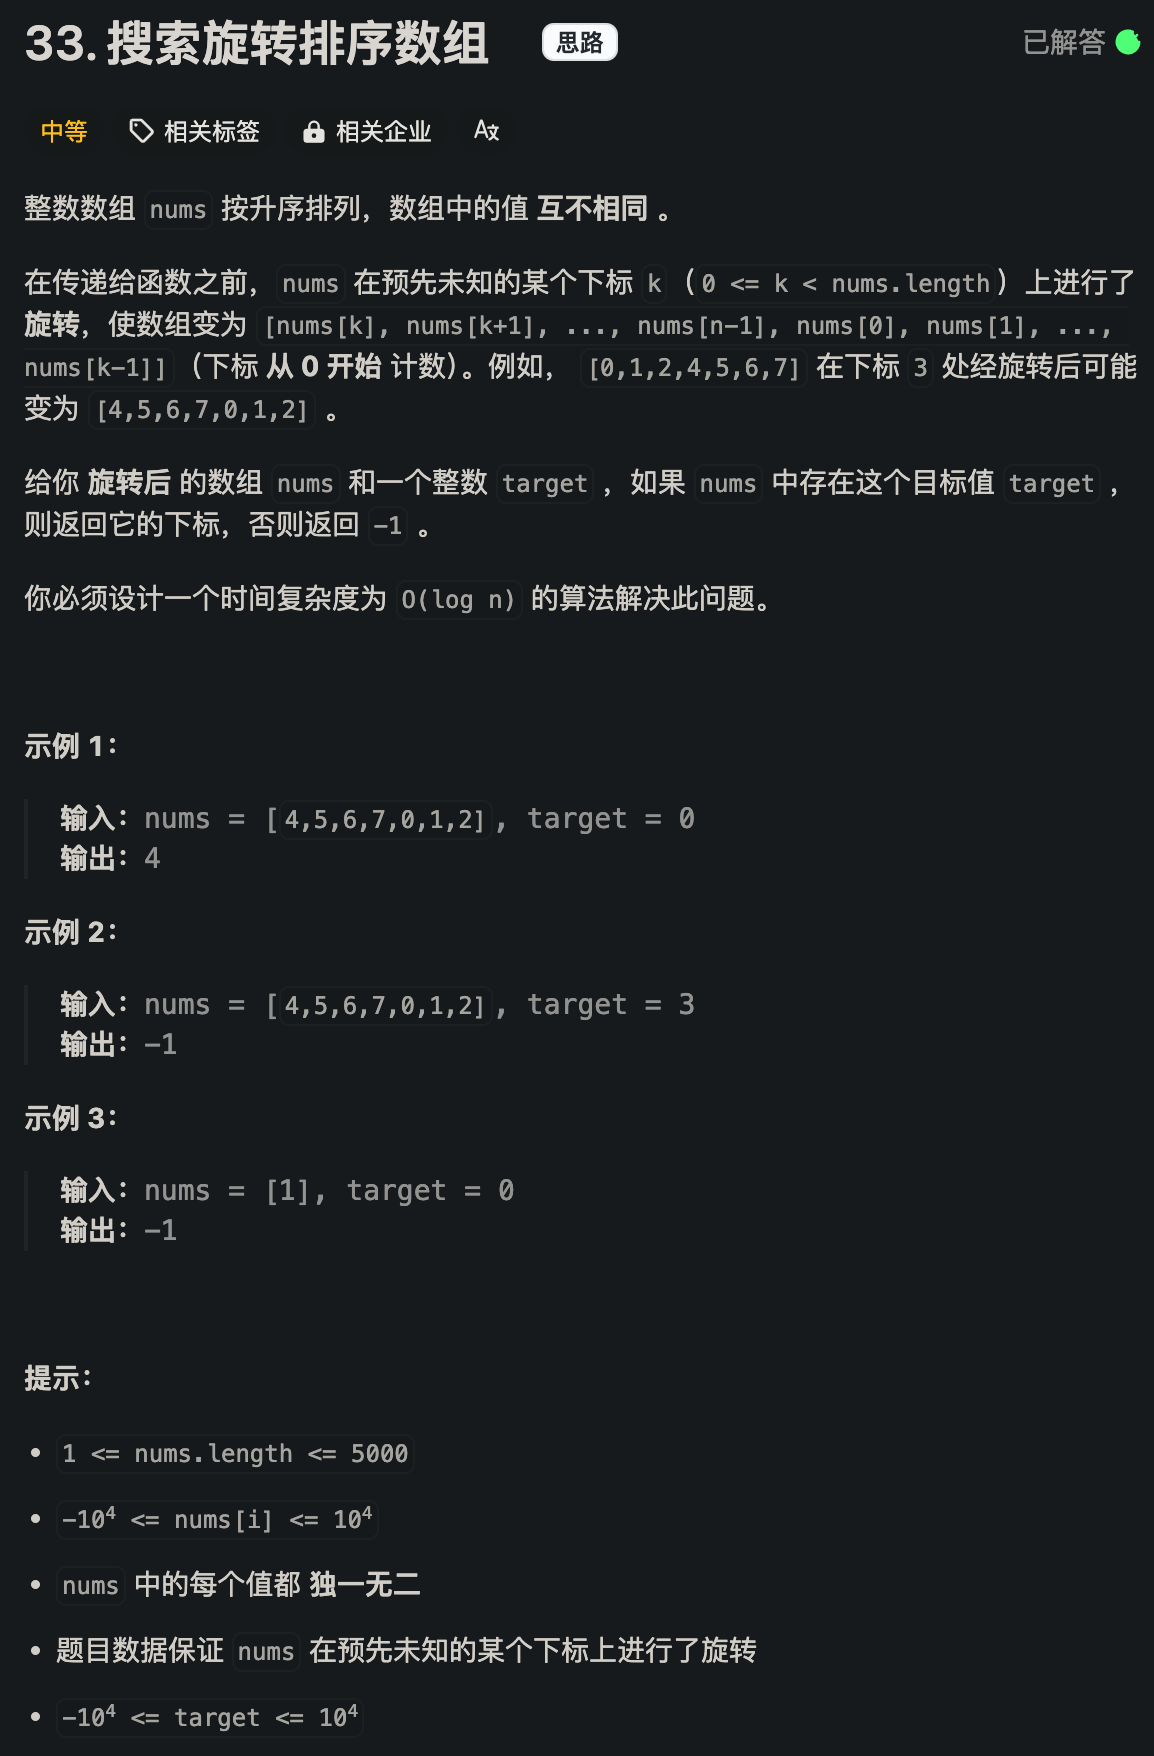 33. 搜索旋转排序数组 思路 已解答
中等 相关标签 相关企业
整数数组 nums 按升序排列，数组中的值 互不相同 。
在传递给函数之前，nums 在预先未知的某个下标 k（0 <= k < nums.length）上进行了
旋转，使数组变为 [nums[k], nums[k+1], ..., nums[n-1], nums[0], nums[1], ...,
nums[k-1]]（下标 从 0 开始 计数）。例如， [0,1,2,4,5,6,7] 在下标 3 处经旋转后可能
变为 [4,5,6,7,0,1,2] 。
给你 旋转后 的数组 nums 和一个整数 target ，如果 nums 中存在这个目标值 target ，
则返回它的下标，否则返回 -1 。
你必须设计一个时间复杂度为 O(log n) 的算法解决此问题。
示例 1：
输入：nums = [4,5,6,7,0,1,2], target = 0
输出：4
示例 2：
输入：nums = [4,5,6,7,0,1,2], target = 3
输出：-1
示例 3：
输入：nums = [1], target = 0
输出：-1
提示：
• 1 <= nums.length <= 5000
• -10⁴ <= nums[i] <= 10⁴
• nums 中的每个值都 独一无二
• 题目数据保证 nums 在预先未知的某个下标上进行了旋转
• -10⁴ <= target <= 10⁴